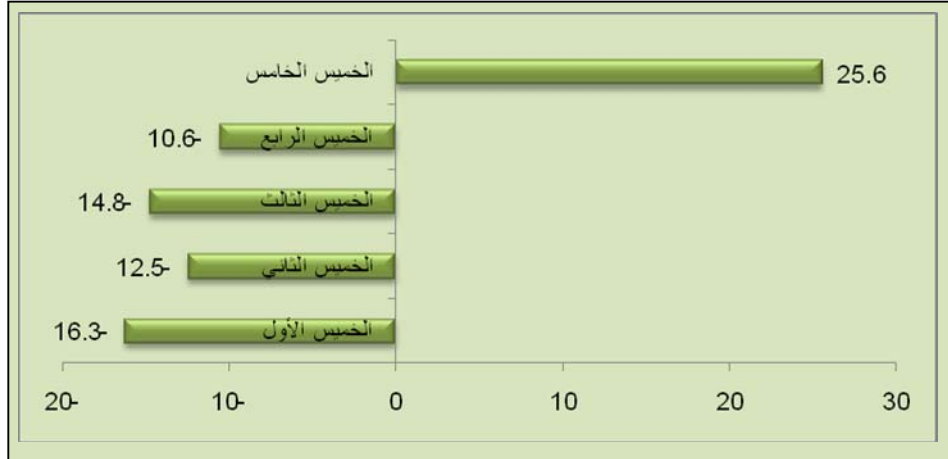 الخميس الخامس 25.6
الخميس الرابع 10.6-
الخميس الثالث 14.8-
الخميس الثاني 12.5-
الخميس الأول 16.3-
20- 10- 0 10 20 30